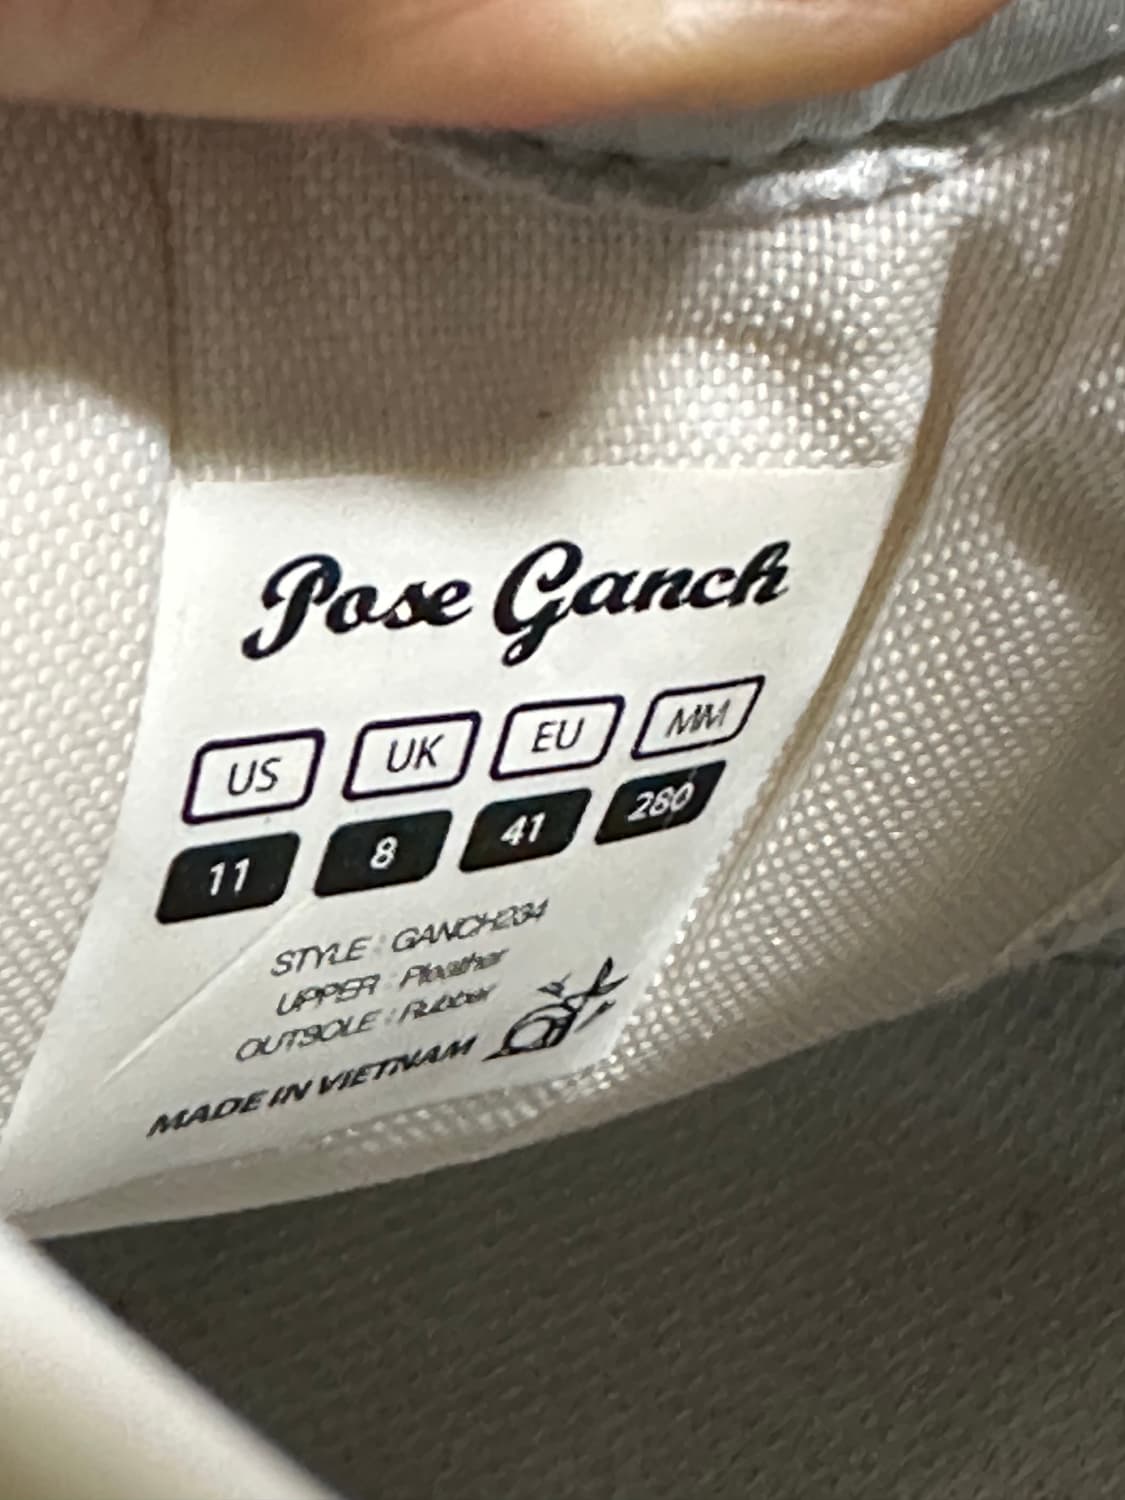 Pose Ganch
US UK EU MM
11 8 41 280
STYLE : GANCH234
UPPER : Pleather
OUTSOLE : Rubber
MADE IN VIETNAM